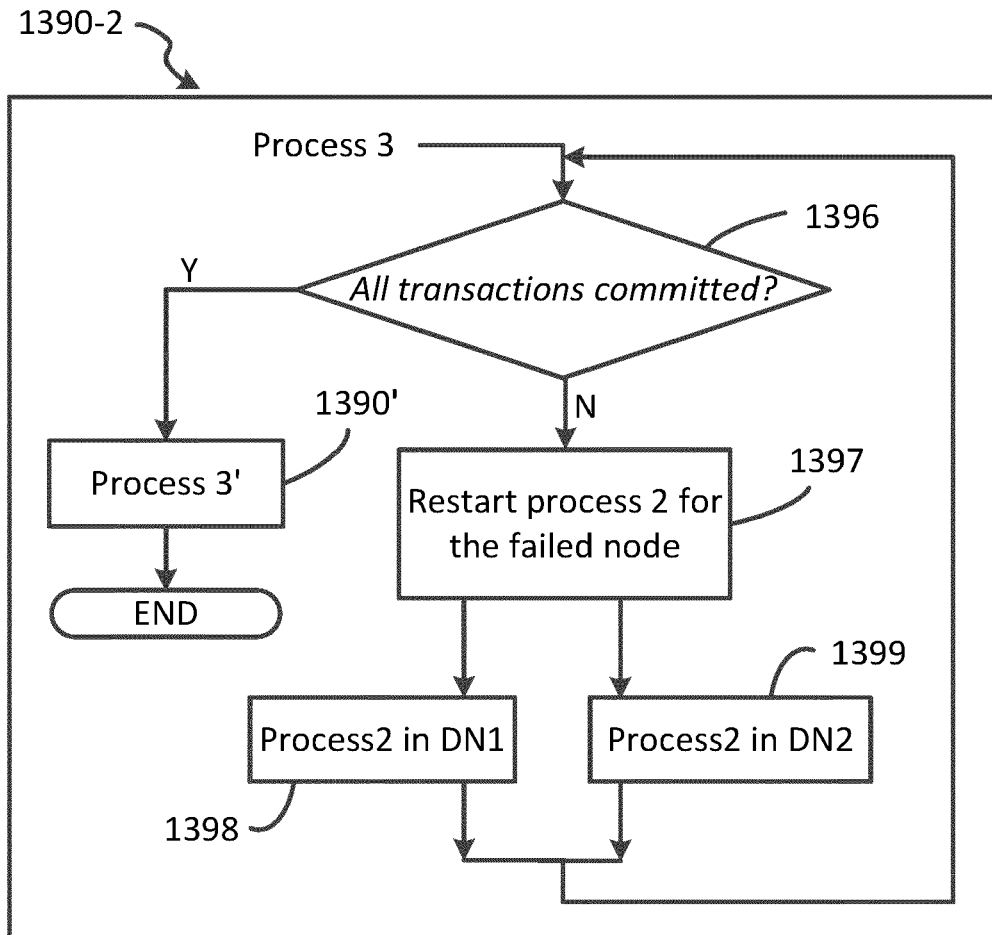 1390-2
Process 3
1396
All transactions committed?
Y
N
1390'
Process 3'
1397
Restart process 2 for
the failed node
END
1399
Process2 in DN1
Process2 in DN2
1398